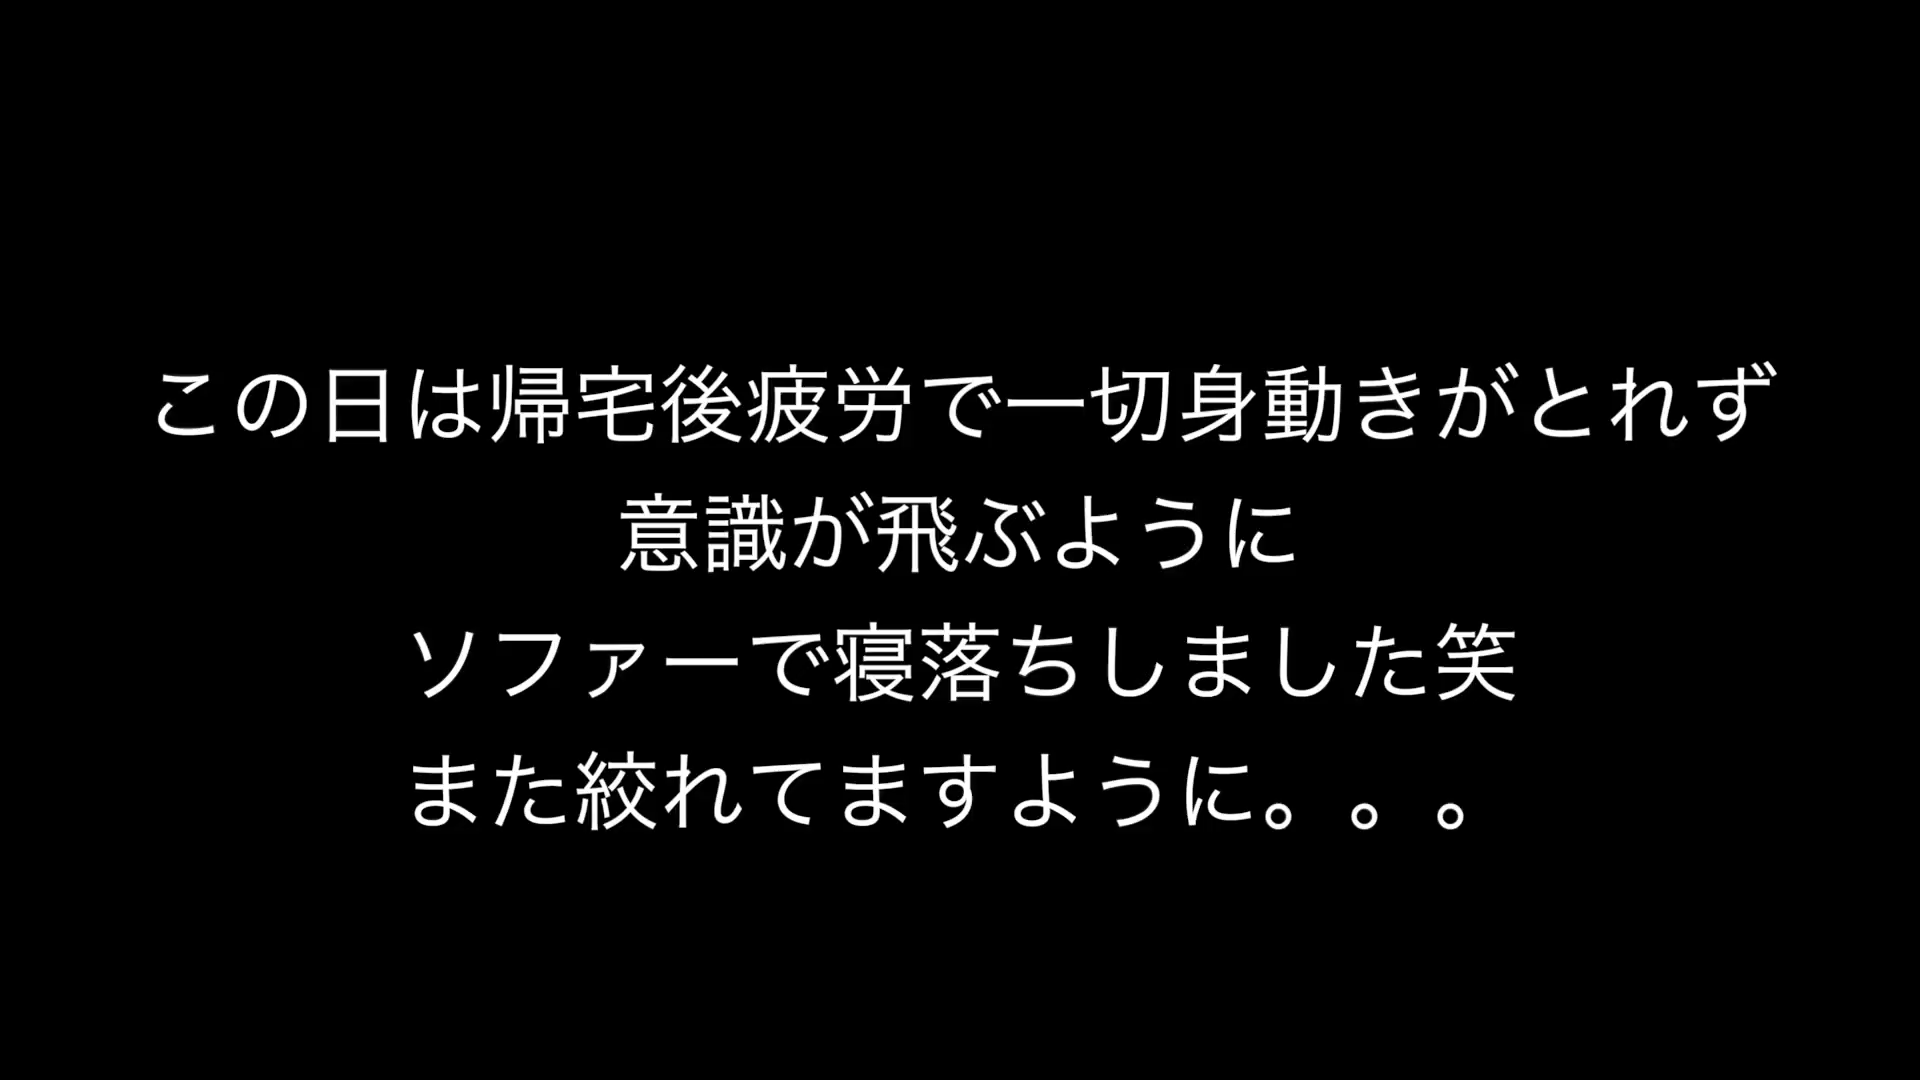 この日は帰宅後疲労で一切身動きがとれず
意識が飛ぶように
ソファーで寝落ちしました笑
また絞れてますように。。。